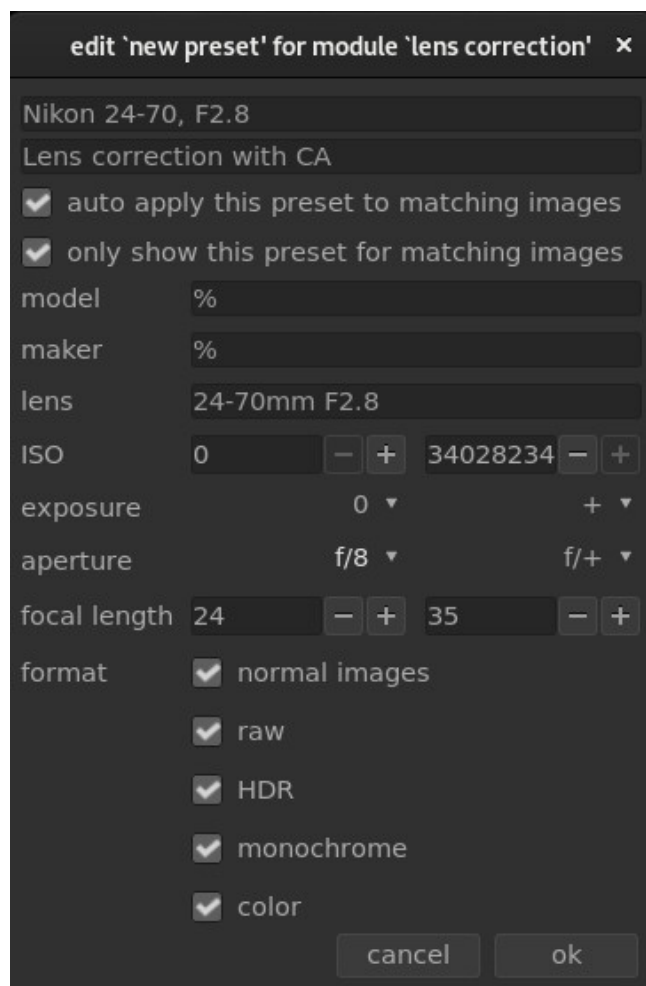 edit `new preset' for module `lens correction' ×
Nikon 24-70, F2.8
Lens correction with CA
auto apply this preset to matching images
only show this preset for matching images
model %
maker %
lens 24-70mm F2.8
ISO 0 − + 34028234 − +
exposure 0 ▼ + ▼
aperture f/8 ▼ f/+ ▼
focal length 24 − + 35 − +
format normal images
raw
HDR
monochrome
color
cancel ok